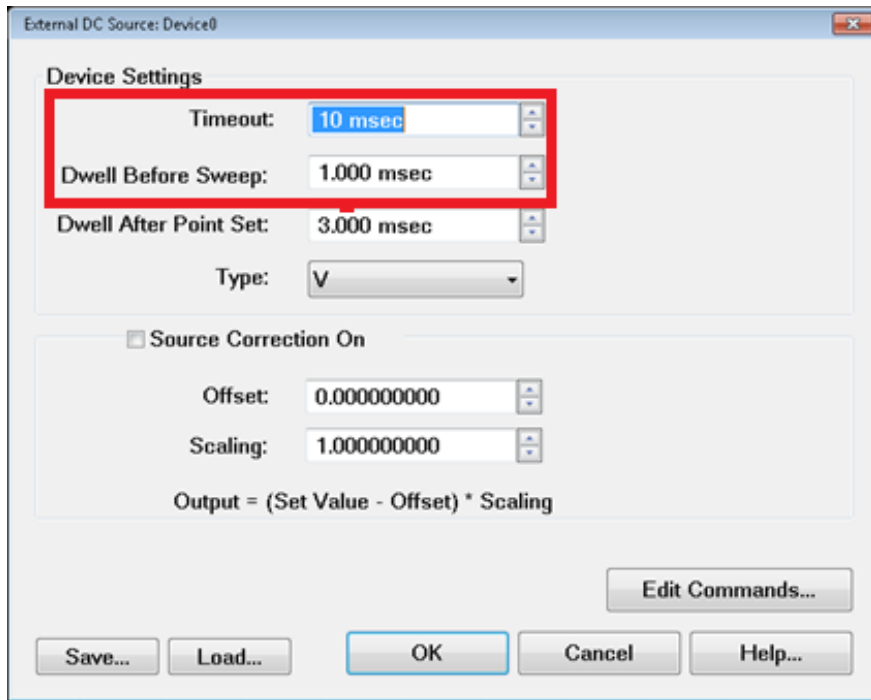 External DC Source: Device0
Device Settings
Timeout: 10 msec
Dwell Before Sweep: 1.000 msec
Dwell After Point Set: 3.000 msec
Type: V
Source Correction On
Offset: 0.000000000
Scaling: 1.000000000
Output = (Set Value - Offset) * Scaling
Edit Commands...
Save... Load... OK Cancel Help...